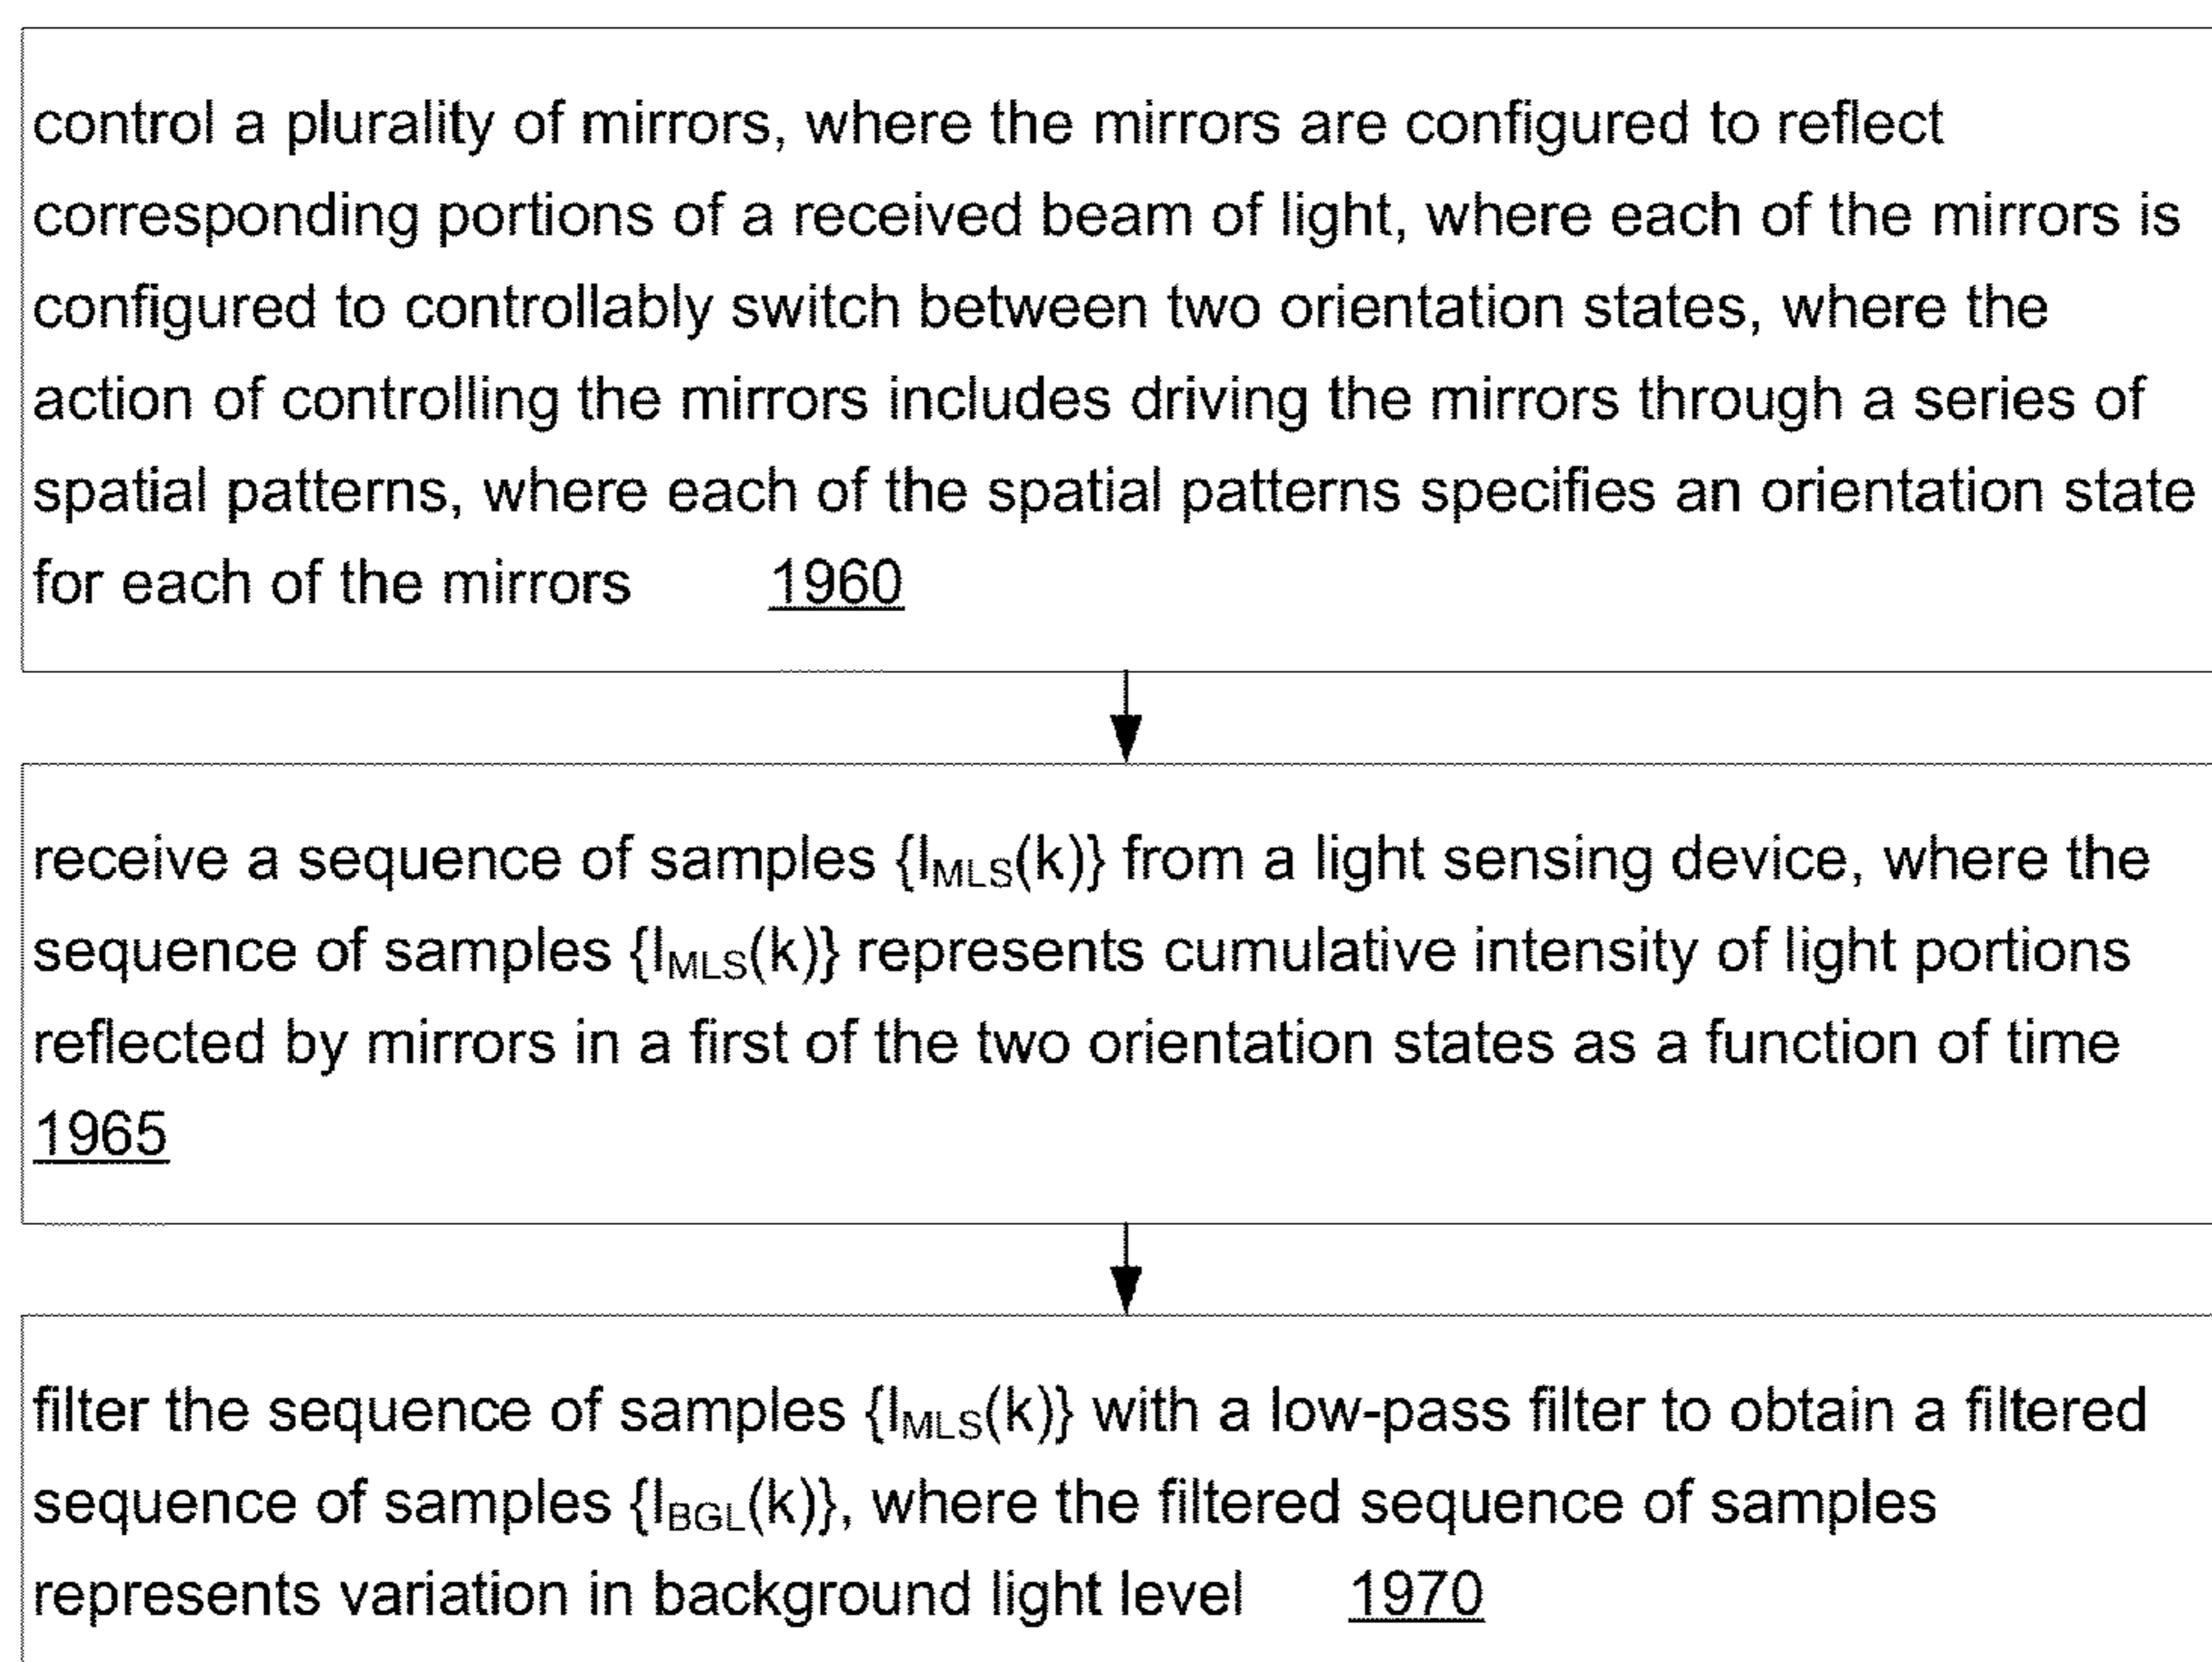 control a plurality of mirrors, where the mirrors are configured to reflect
corresponding portions of a received beam of light, where each of the mirrors is
configured to controllably switch between two orientation states, where the
action of controlling the mirrors includes driving the mirrors through a series of
spatial patterns, where each of the spatial patterns specifies an orientation state
for each of the mirrors 1960
receive a sequence of samples {I_MLS(k)} from a light sensing device, where the
sequence of samples {I_MLS(k)} represents cumulative intensity of light portions
reflected by mirrors in a first of the two orientation states as a function of time
1965
filter the sequence of samples {I_MLS(k)} with a low-pass filter to obtain a filtered
sequence of samples {I_BGL(k)}, where the filtered sequence of samples
represents variation in background light level 1970